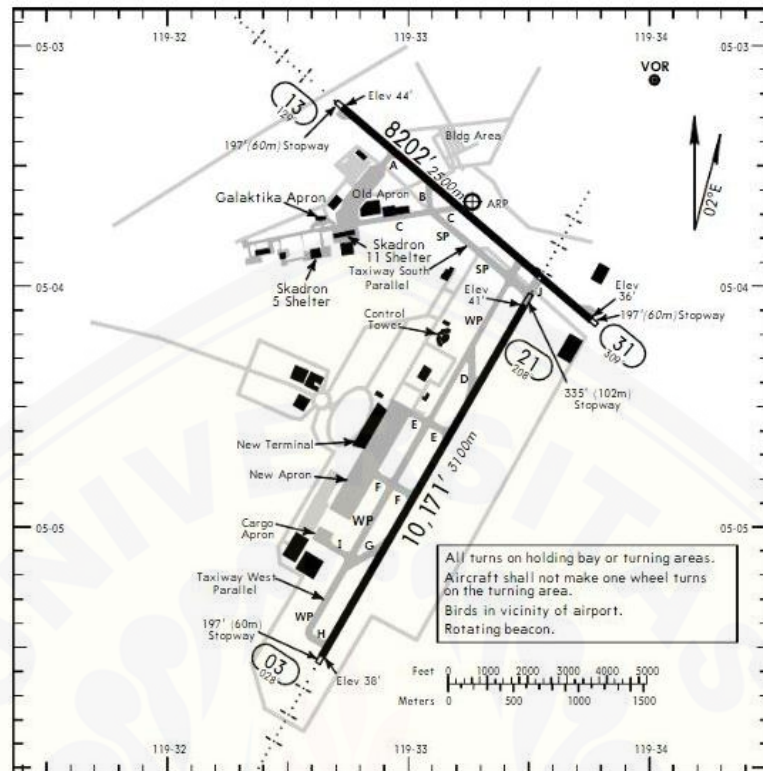 119-32
119-33
119-34
05-03
05-03
VOR
13
129°
Elev 44'
197'(60m) Stopway
8202' 2500m
Bldg Area
02°E
A
Galaktika Apron
Old Apron
B
ARP
C
C
SP
Skadron
11 Shelter
Taxiway South
Parallel
SP
Skadron
5 Shelter
05-04
05-04
Elev
41'
J
Elev
36'
197'(60m) Stopway
Control
Tower
WP
31
309°
21
208°
335' (102m)
Stopway
D
E
E
New Terminal
10,171' 3100m
New Apron
F
F
WP
05-05
05-05
Cargo
Apron
I
G
Taxiway West
Parallel
WP
197' (60m)
Stopway
H
03
028°
Elev 38'
All turns on holding bay or turning areas.
Aircraft shall not make one wheel turns
on the turning area.
Birds in vicinity of airport.
Rotating beacon.
Feet 0 1000 2000 3000 4000 5000
Meters 0 500 1000 1500
119-32
119-33
119-34
UNIVERSITAS